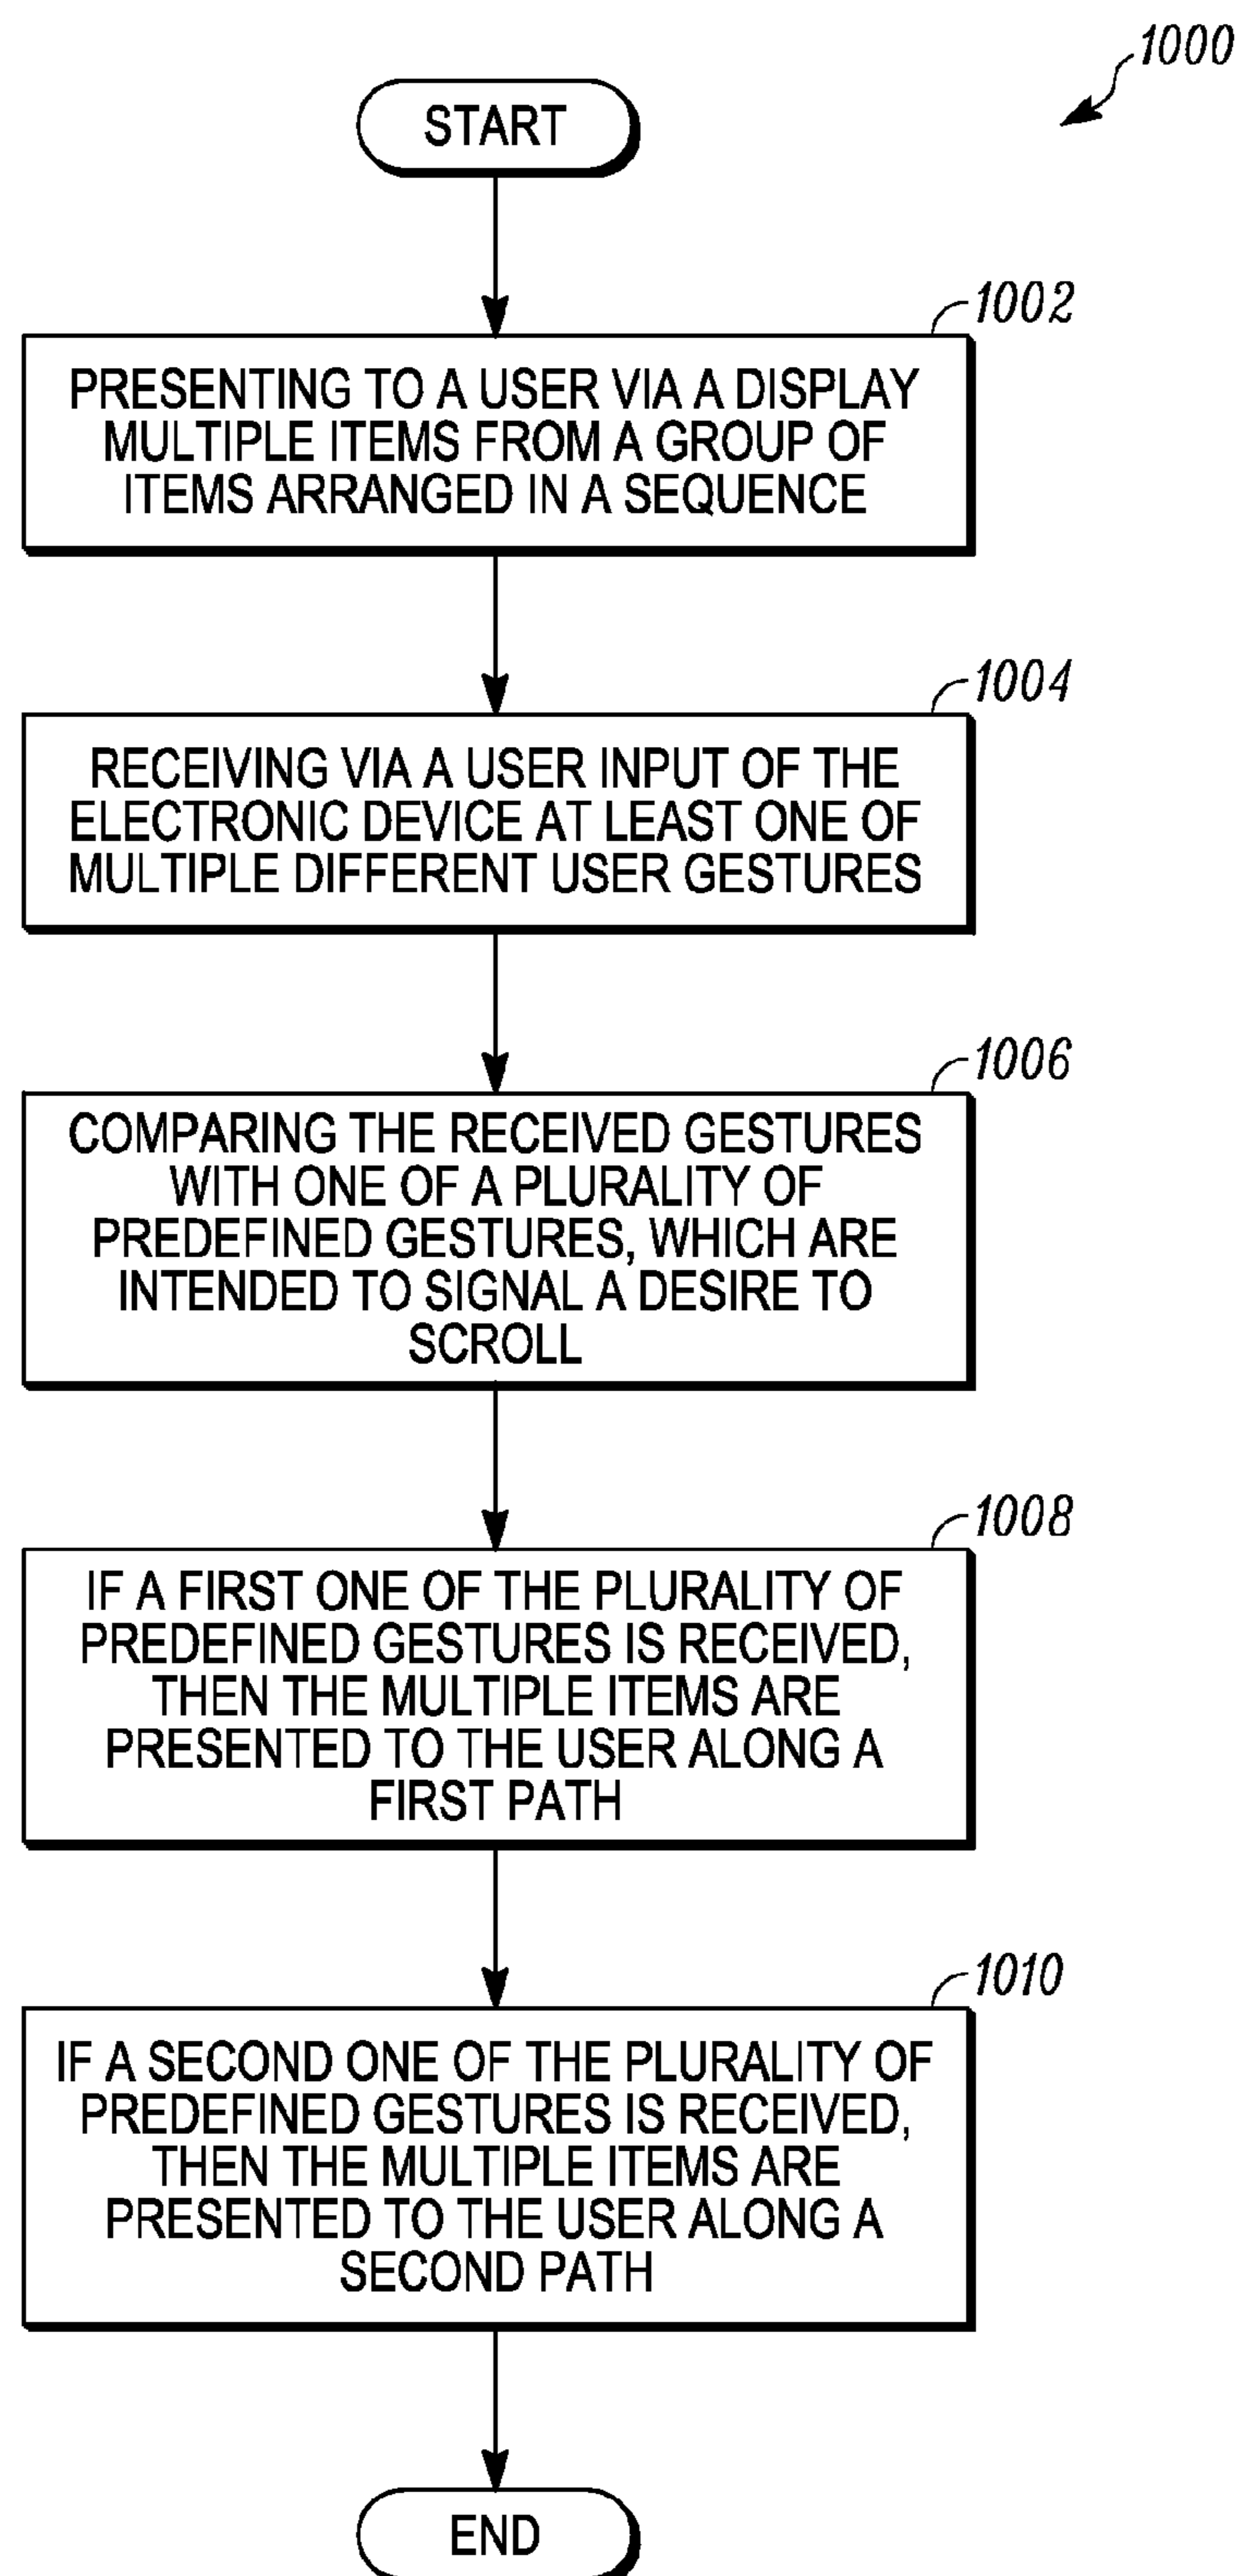 1000
START
1002
PRESENTING TO A USER VIA A DISPLAY
MULTIPLE ITEMS FROM A GROUP OF
ITEMS ARRANGED IN A SEQUENCE
1004
RECEIVING VIA A USER INPUT OF THE
ELECTRONIC DEVICE AT LEAST ONE OF
MULTIPLE DIFFERENT USER GESTURES
1006
COMPARING THE RECEIVED GESTURES
WITH ONE OF A PLURALITY OF
PREDEFINED GESTURES, WHICH ARE
INTENDED TO SIGNAL A DESIRE TO
SCROLL
1008
IF A FIRST ONE OF THE PLURALITY OF
PREDEFINED GESTURES IS RECEIVED,
THEN THE MULTIPLE ITEMS ARE
PRESENTED TO THE USER ALONG A
FIRST PATH
1010
IF A SECOND ONE OF THE PLURALITY OF
PREDEFINED GESTURES IS RECEIVED,
THEN THE MULTIPLE ITEMS ARE
PRESENTED TO THE USER ALONG A
SECOND PATH
END